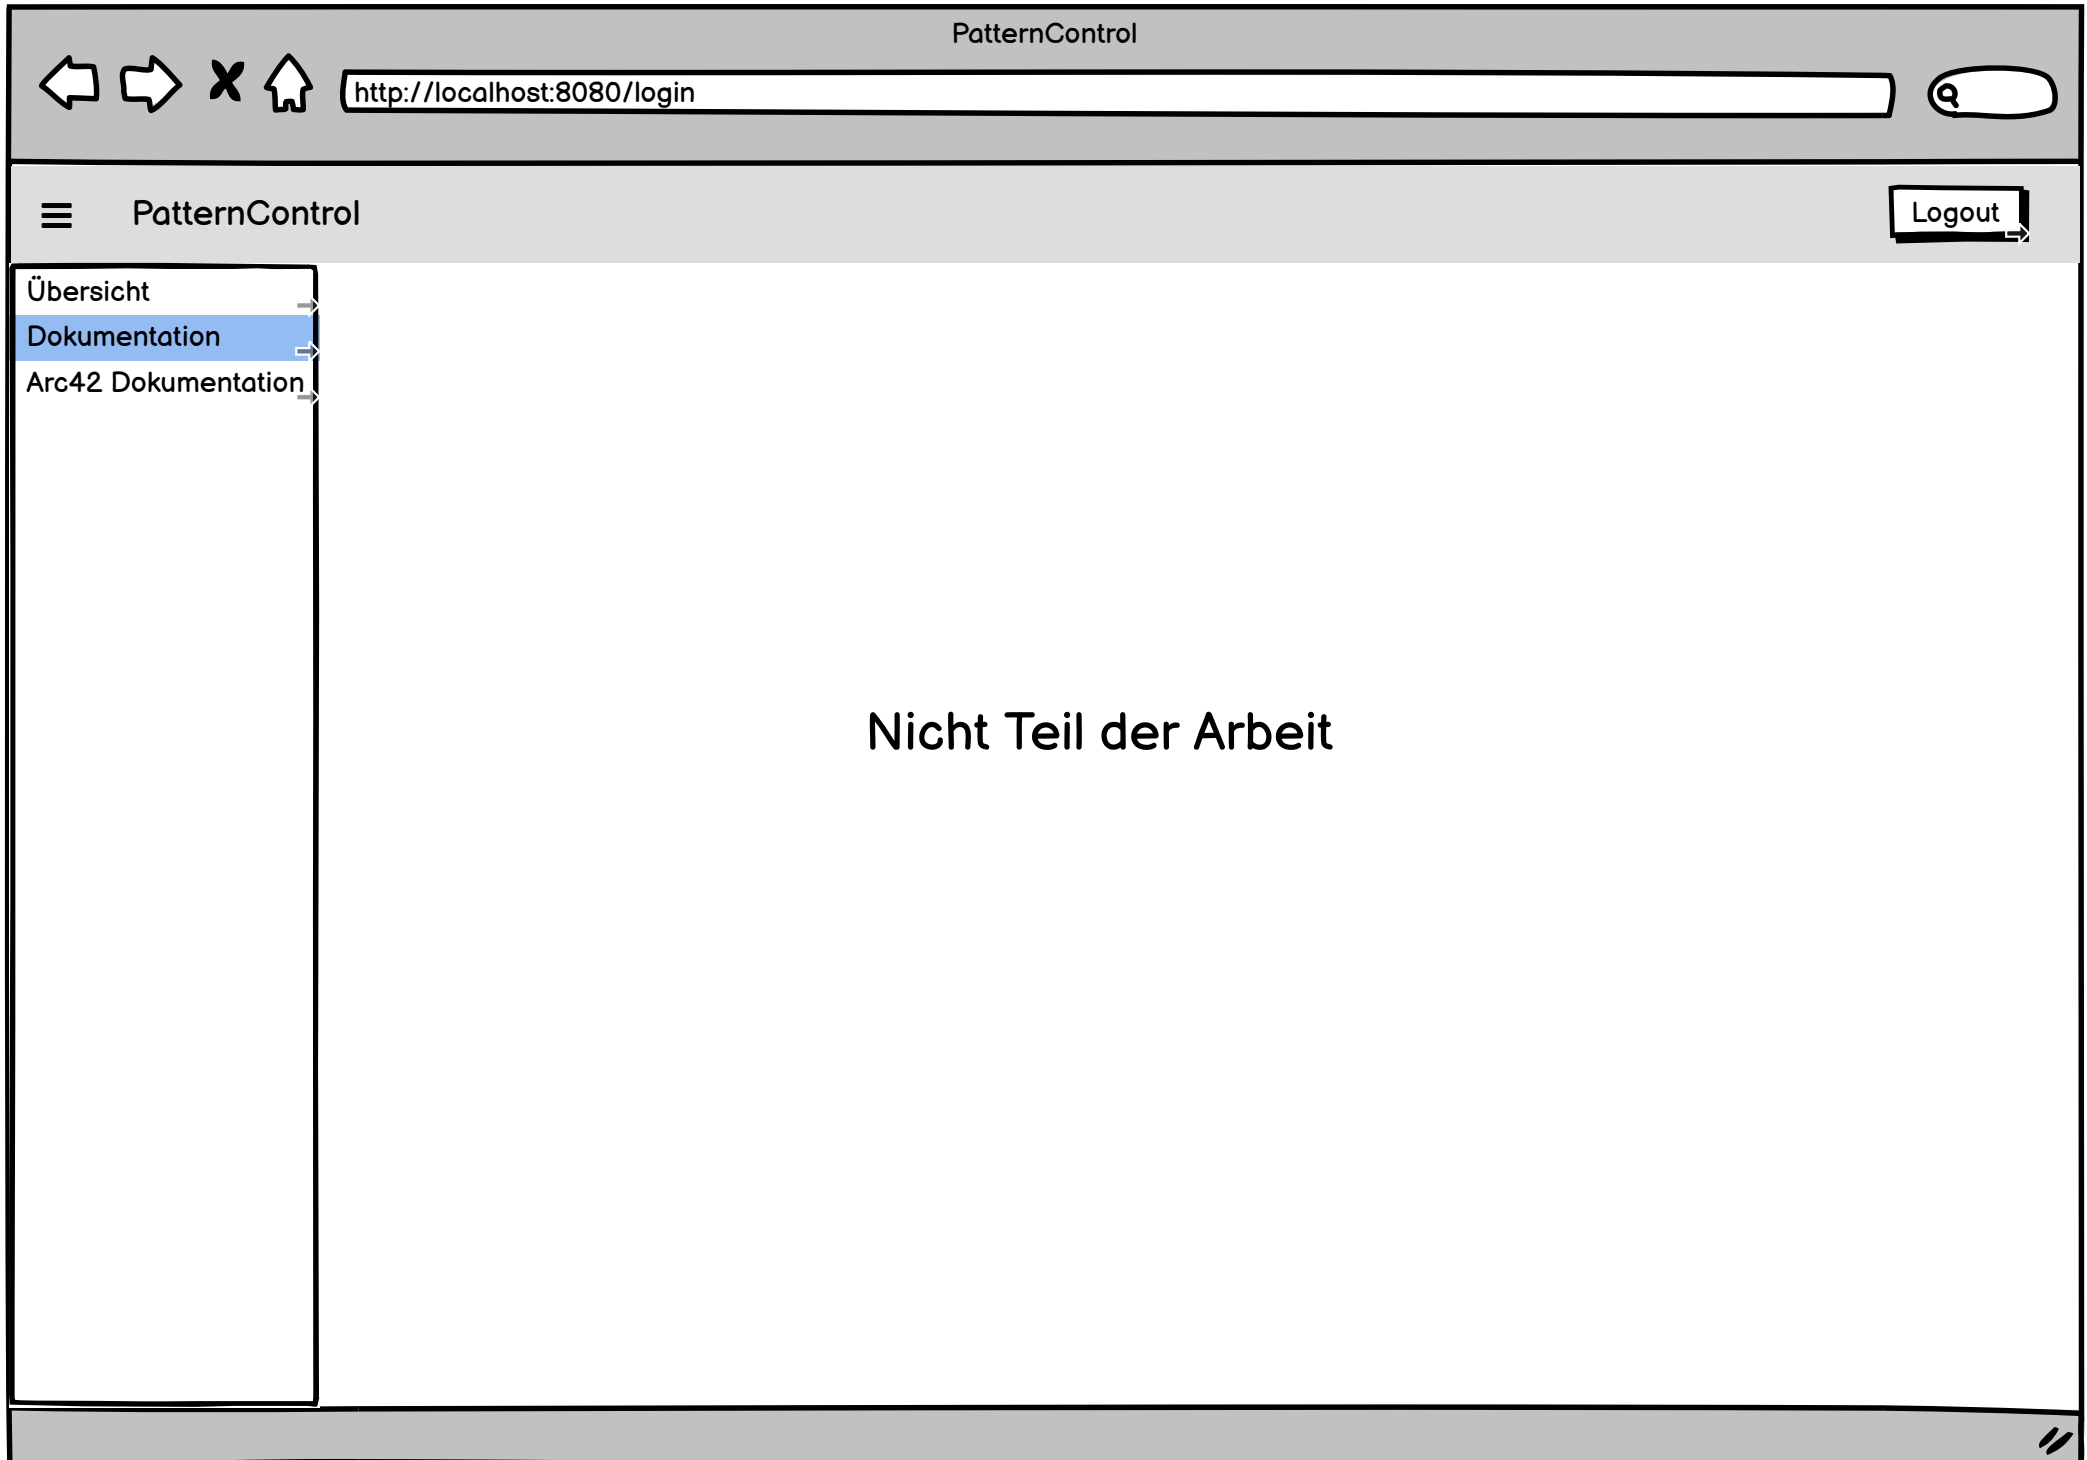 PatternControl
http://localhost:8080/login
PatternControl
Logout
Übersicht
Dokumentation
Arc42 Dokumentation
Nicht Teil der Arbeit